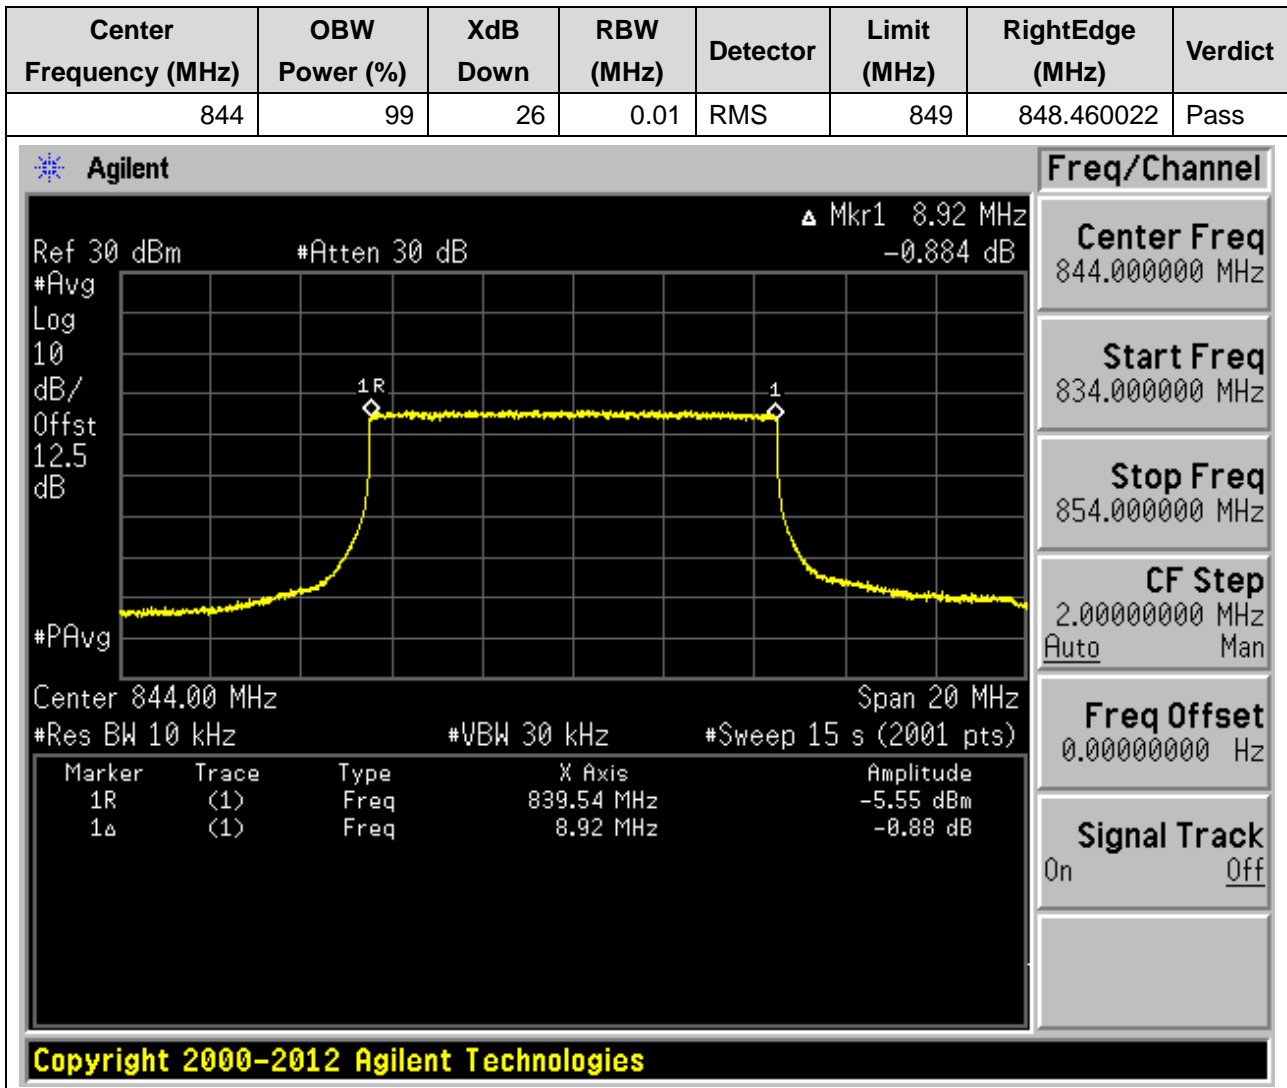 Center Frequency (MHz) OBW Power (%) XdB Down RBW (MHz) Detector Limit (MHz) RightEdge (MHz) Verdict
844 99 26 0.01 RMS 849 848.460022 Pass
Agilent
Freq/Channel
Δ Mkr1 8.92 MHz
Ref 30 dBm #Atten 30 dB -0.884 dB
#Avg
Log
10
dB/
Offst
12.5
dB
#PAvg
1R
1
Center 844.00 MHz Span 20 MHz
#Res BW 10 kHz #VBW 30 kHz #Sweep 15 s (2001 pts)
Marker Trace Type X Axis Amplitude
1R (1) Freq 839.54 MHz -5.55 dBm
1Δ (1) Freq 8.92 MHz -0.88 dB
Center Freq
844.000000 MHz
Start Freq
834.000000 MHz
Stop Freq
854.000000 MHz
CF Step
2.00000000 MHz
Auto Man
Freq Offset
0.00000000 Hz
Signal Track
On Off
Copyright 2000-2012 Agilent Technologies